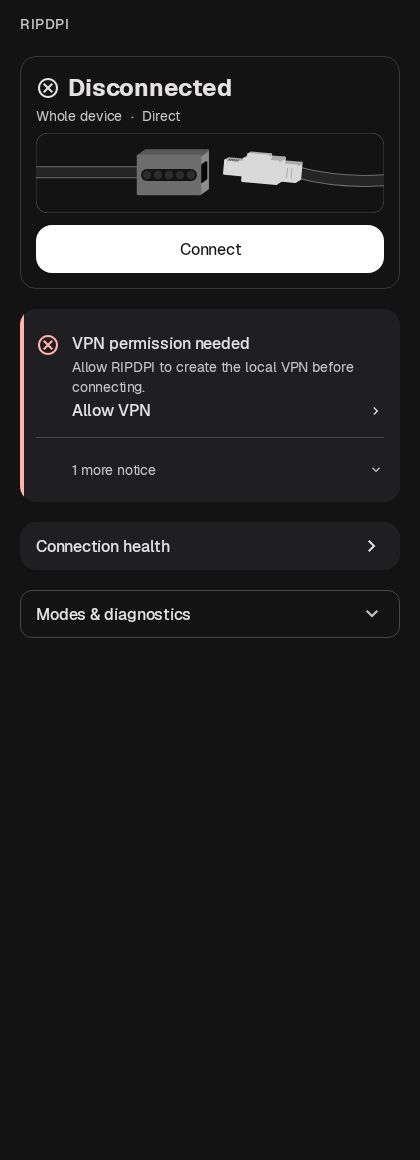 RIPDPI
Disconnected
Whole device · Direct
Connect
VPN permission needed
Allow RIPDPI to create the local VPN before
connecting.
Allow VPN
1 more notice
Connection health
Modes & diagnostics